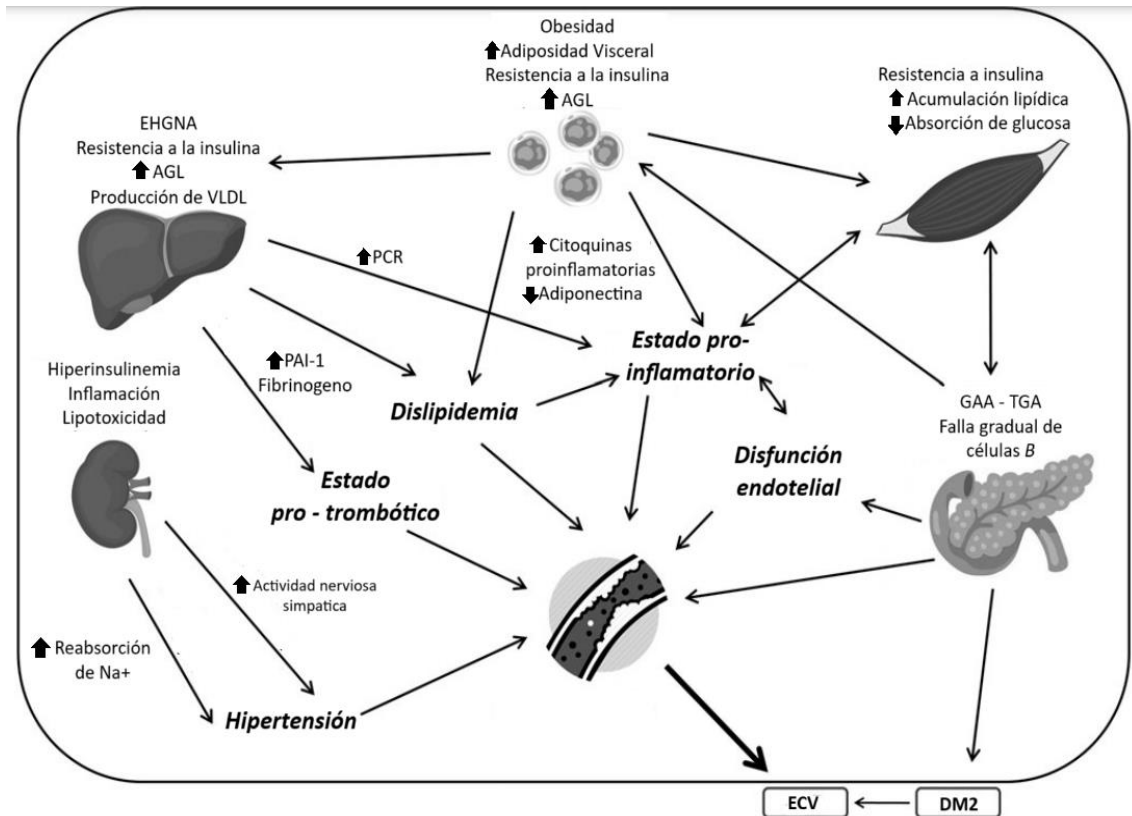 Obesidad
Adiposidad Visceral
Resistencia a la insulina
AGL
Resistencia a insulina
Acumulación lipídica
Absorción de glucosa
EHGNA
Resistencia a la insulina
AGL
Producción de VLDL
PCR
Citoquinas
proinflamatorias
Adiponectina
Estado pro-
inflamatorio
PAI-1
Fibrinogeno
Dislipidemia
Hiperinsulinemia
Inflamación
Lipotoxicidad
GAA - TGA
Falla gradual de
células B
Disfunción
endotelial
Estado
pro - trombótico
Actividad nerviosa
simpatica
Reabsorción
de Na+
Hipertensión
ECV
DM2